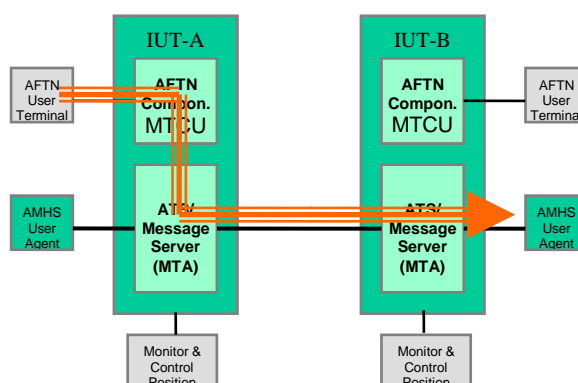 IUT-A
IUT-B
AFTN
User
Terminal
AFTN
Compon.
MTCU
AFTN
Compon.
MTCU
AFTN
User
Terminal
AMHS
User
Agent
ATS/
Message
Server
(MTA)
ATS/
Message
Server
(MTA)
AMHS
User
Agent
Monitor &
Control
Position
Monitor &
Control
Position